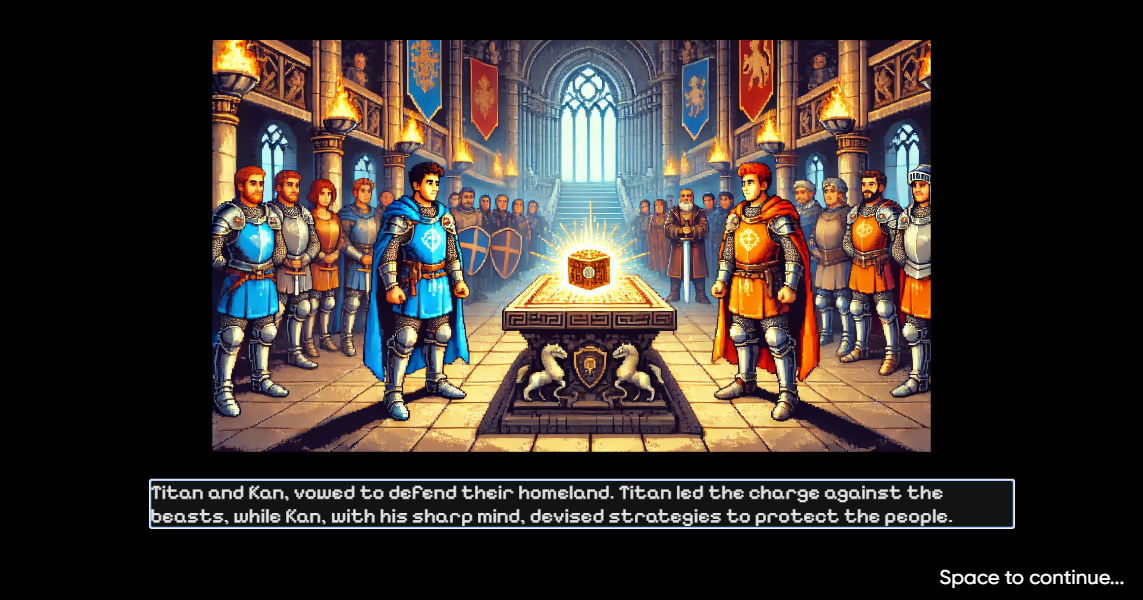 Titan and Kan, vowed to defend their homeland. Titan led the charge against the
beasts, while Kan, with his sharp mind, devised strategies to protect the people.
Space to continue...